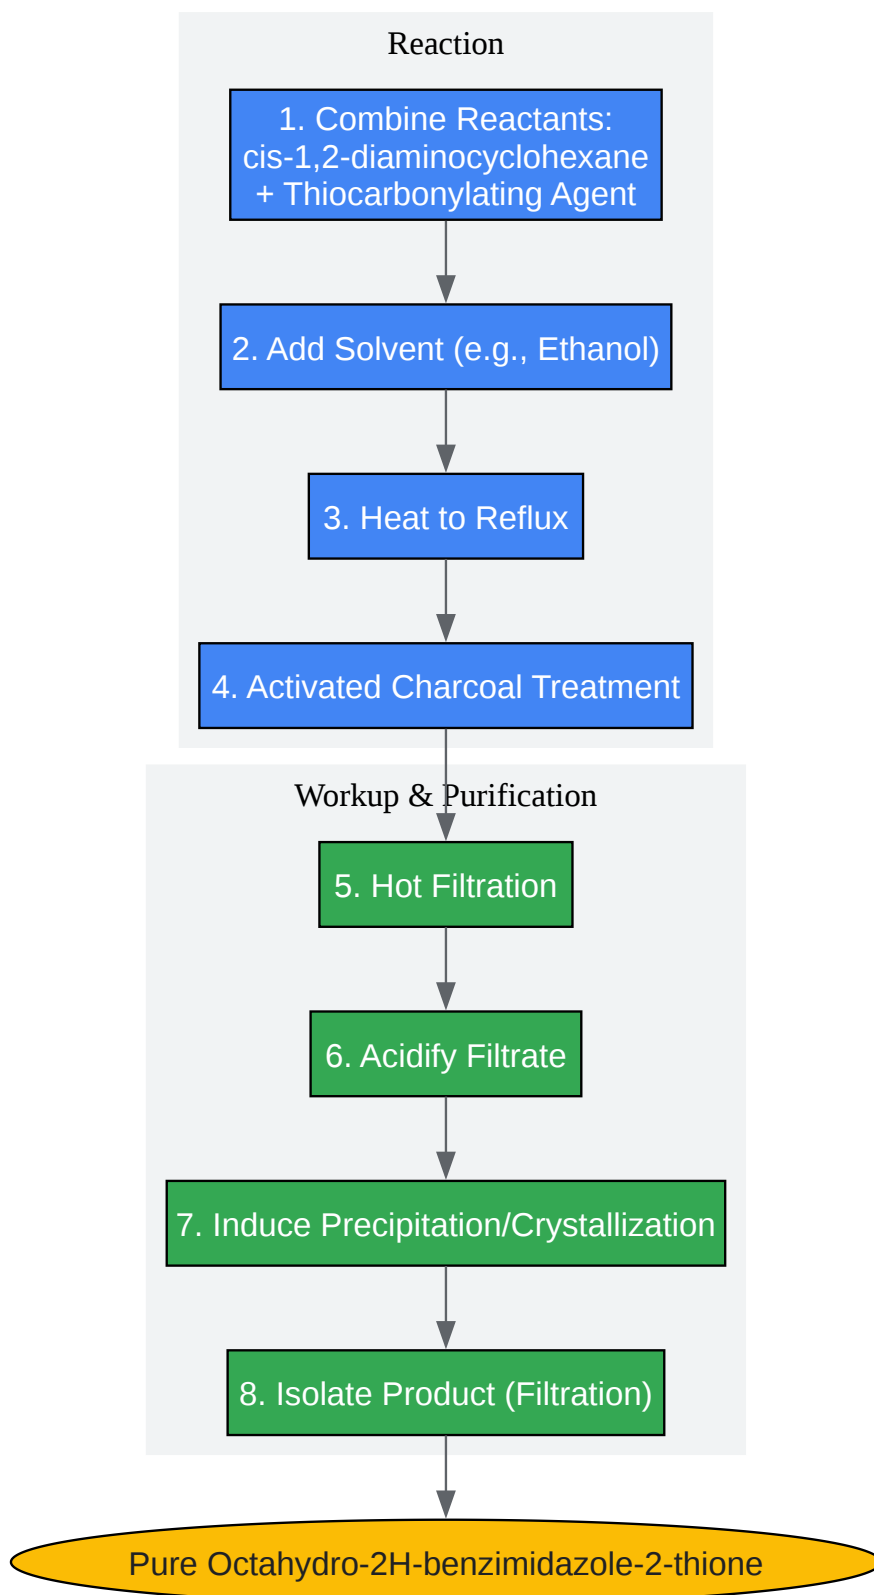 Reaction
1. Combine Reactants:
cis-1,2-diaminocyclohexane
+ Thiocarbonylating Agent
2. Add Solvent (e.g., Ethanol)
3. Heat to Reflux
4. Activated Charcoal Treatment
Workup & Purification
5. Hot Filtration
6. Acidify Filtrate
7. Induce Precipitation/Crystallization
8. Isolate Product (Filtration)
Pure Octahydro-2H-benzimidazole-2-thione